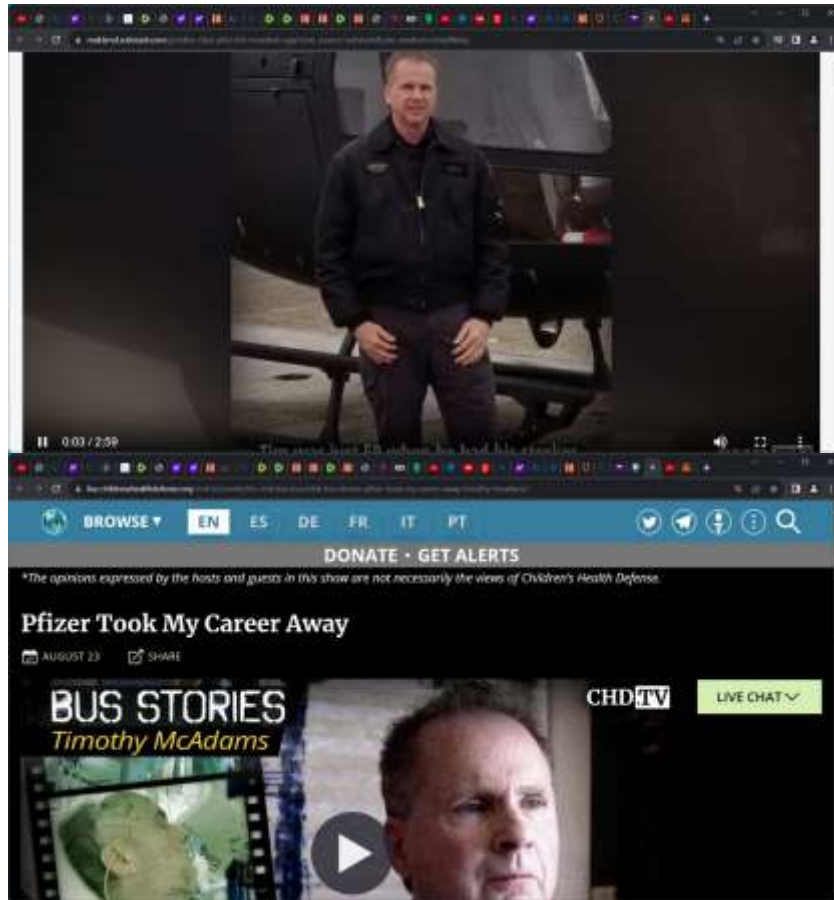 0:03 / 2:59
BROWSE ▾ EN ES DE FR IT PT
DONATE • GET ALERTS
*The opinions expressed by the hosts and guests in this show are not necessarily the views of Children's Health Defense.
Pfizer Took My Career Away
AUGUST 23 SHARE
BUS STORIES
Timothy McAdams
CHD.TV
LIVE CHAT